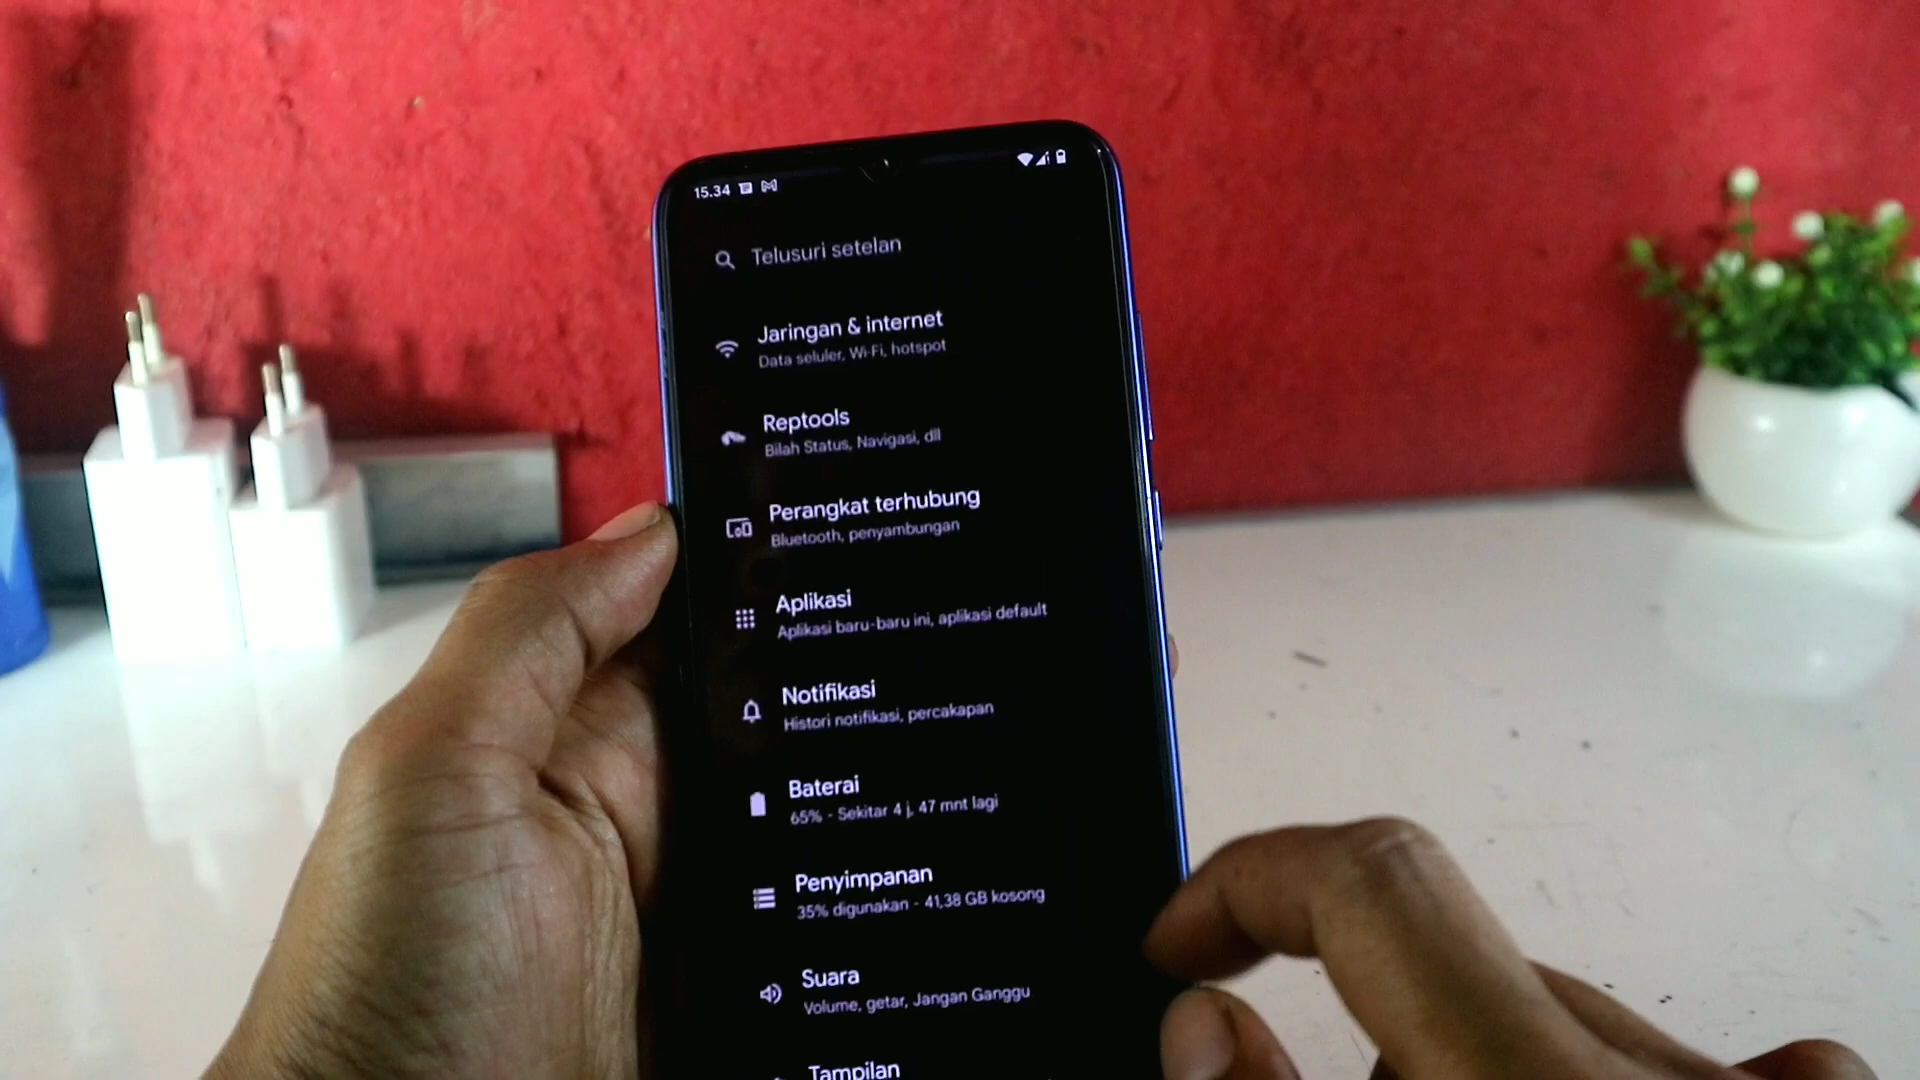 15.34
Telusuri setelan
Jaringan & internet
Data seluler, Wi-Fi, hotspot
Reptools
Bilah Status, Navigasi, dll
Perangkat terhubung
Bluetooth, penyambungan
Aplikasi
Aplikasi baru-baru ini, aplikasi default
Notifikasi
Histori notifikasi, percakapan
Baterai
65% - Sekitar 4 j, 47 mnt lagi
Penyimpanan
35% digunakan - 41,38 GB kosong
Suara
Volume, getar, Jangan Ganggu
Tampilan